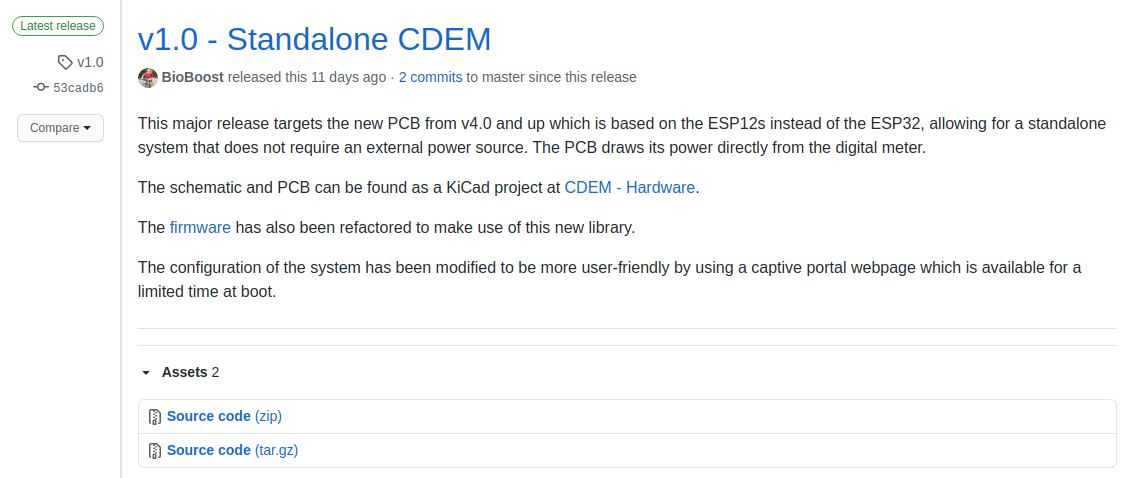 Latest release
v1.0
53cadb6
Compare
v1.0 - Standalone CDEM
BioBoost released this 11 days ago · 2 commits to master since this release
This major release targets the new PCB from v4.0 and up which is based on the ESP12s instead of the ESP32, allowing for a standalone
system that does not require an external power source. The PCB draws its power directly from the digital meter.
The schematic and PCB can be found as a KiCad project at CDEM - Hardware.
The firmware has also been refactored to make use of this new library.
The configuration of the system has been modified to be more user-friendly by using a captive portal webpage which is available for a
limited time at boot.
Assets 2
Source code (zip)
Source code (tar.gz)